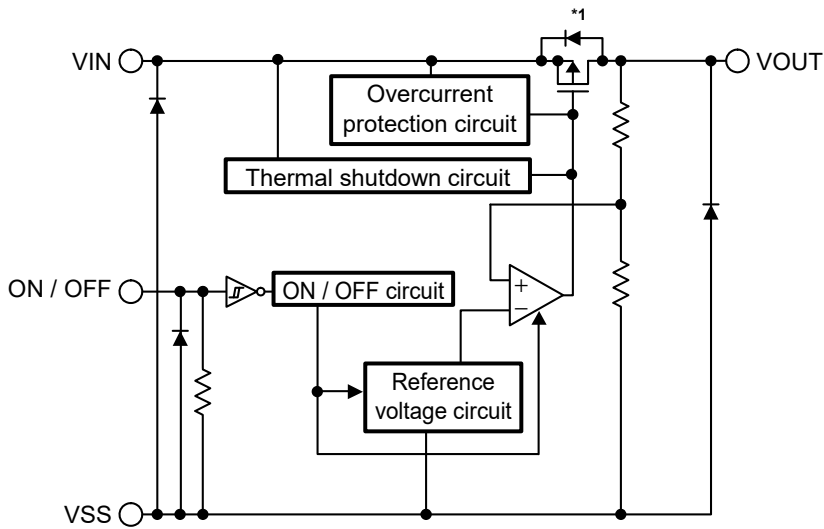 *1
VIN
VOUT
Overcurrent
protection circuit
Thermal shutdown circuit
ON / OFF
ON / OFF circuit
+
−
Reference
voltage circuit
VSS